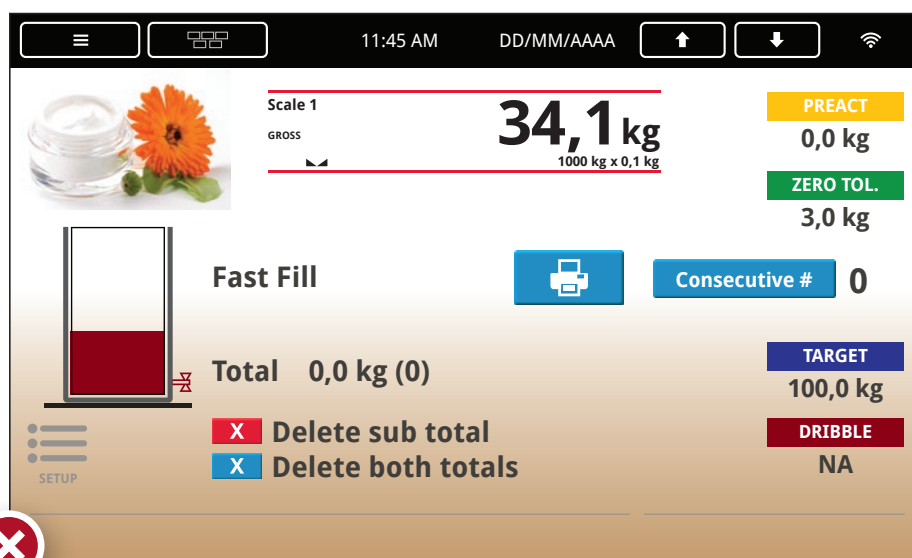 11:45 AM DD/MM/AAAA
Scale 1
GROSS
34,1 kg
1000 kg x 0,1 kg
PREACT
0,0 kg
ZERO TOL.
3,0 kg
Fast Fill
Consecutive # 0
Total 0,0 kg (0)
TARGET
100,0 kg
X Delete sub total
X Delete both totals
DRIBBLE
NA
SETUP